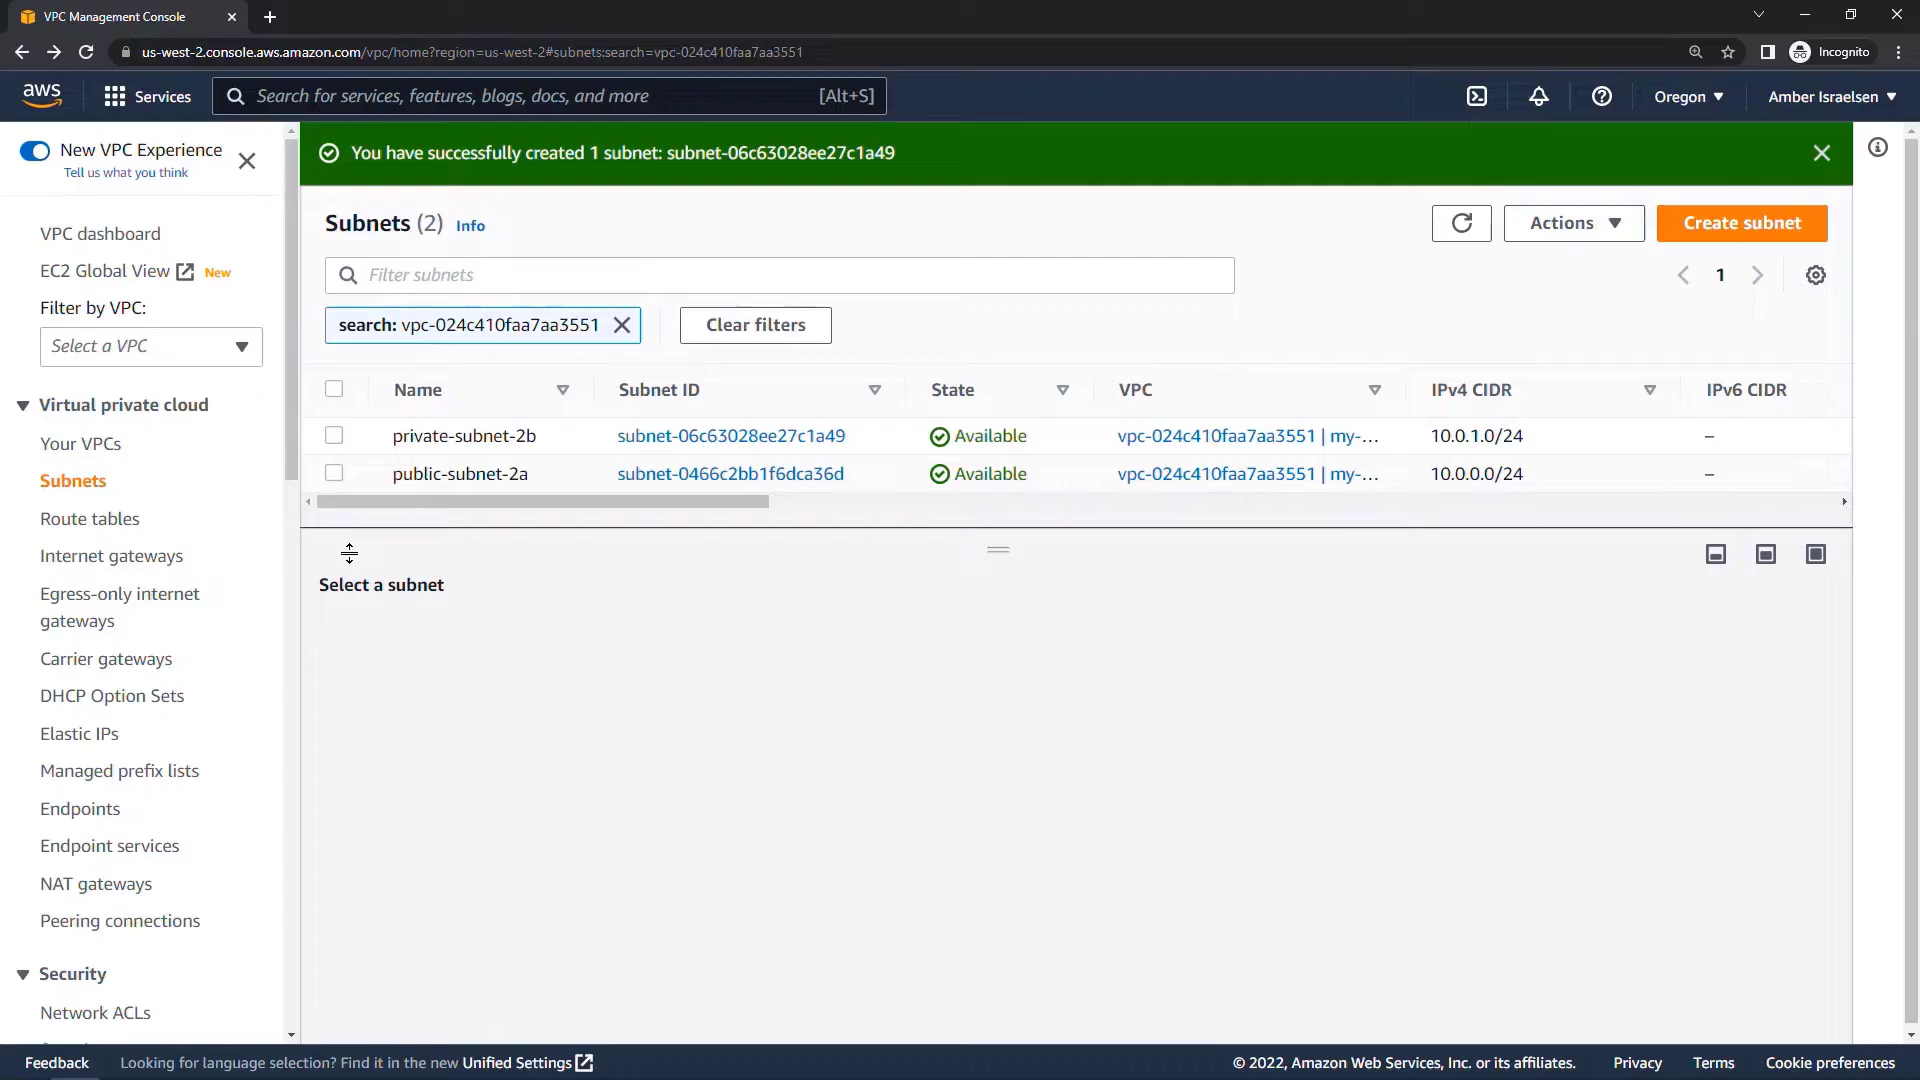 VPC Management Console
us-west-2.console.aws.amazon.com/vpc/home?region=us-west-2#subnets:search=vpc-024c410faa7aa3551
Incognito
aws
Services
Search for services, features, blogs, docs, and more [Alt+S]
Oregon
Amber Israelsen
New VPC Experience
Tell us what you think
VPC dashboard
EC2 Global View New
Filter by VPC:
Select a VPC
Virtual private cloud
Your VPCs
Subnets
Route tables
Internet gateways
Egress-only internet
gateways
Carrier gateways
DHCP Option Sets
Elastic IPs
Managed prefix lists
Endpoints
Endpoint services
NAT gateways
Peering connections
Security
Network ACLs
You have successfully created 1 subnet: subnet-06c63028ee27c1a49
Subnets (2) Info
Actions
Create subnet
Filter subnets
1
search: vpc-024c410faa7aa3551
Clear filters
Name Subnet ID State VPC IPv4 CIDR IPv6 CIDR
private-subnet-2b subnet-06c63028ee27c1a49 Available vpc-024c410faa7aa3551 | my-... 10.0.1.0/24 –
public-subnet-2a subnet-0466c2bb1f6dca36d Available vpc-024c410faa7aa3551 | my-... 10.0.0.0/24 –
Select a subnet
Feedback Looking for language selection? Find it in the new Unified Settings
© 2022, Amazon Web Services, Inc. or its affiliates. Privacy Terms Cookie preferences